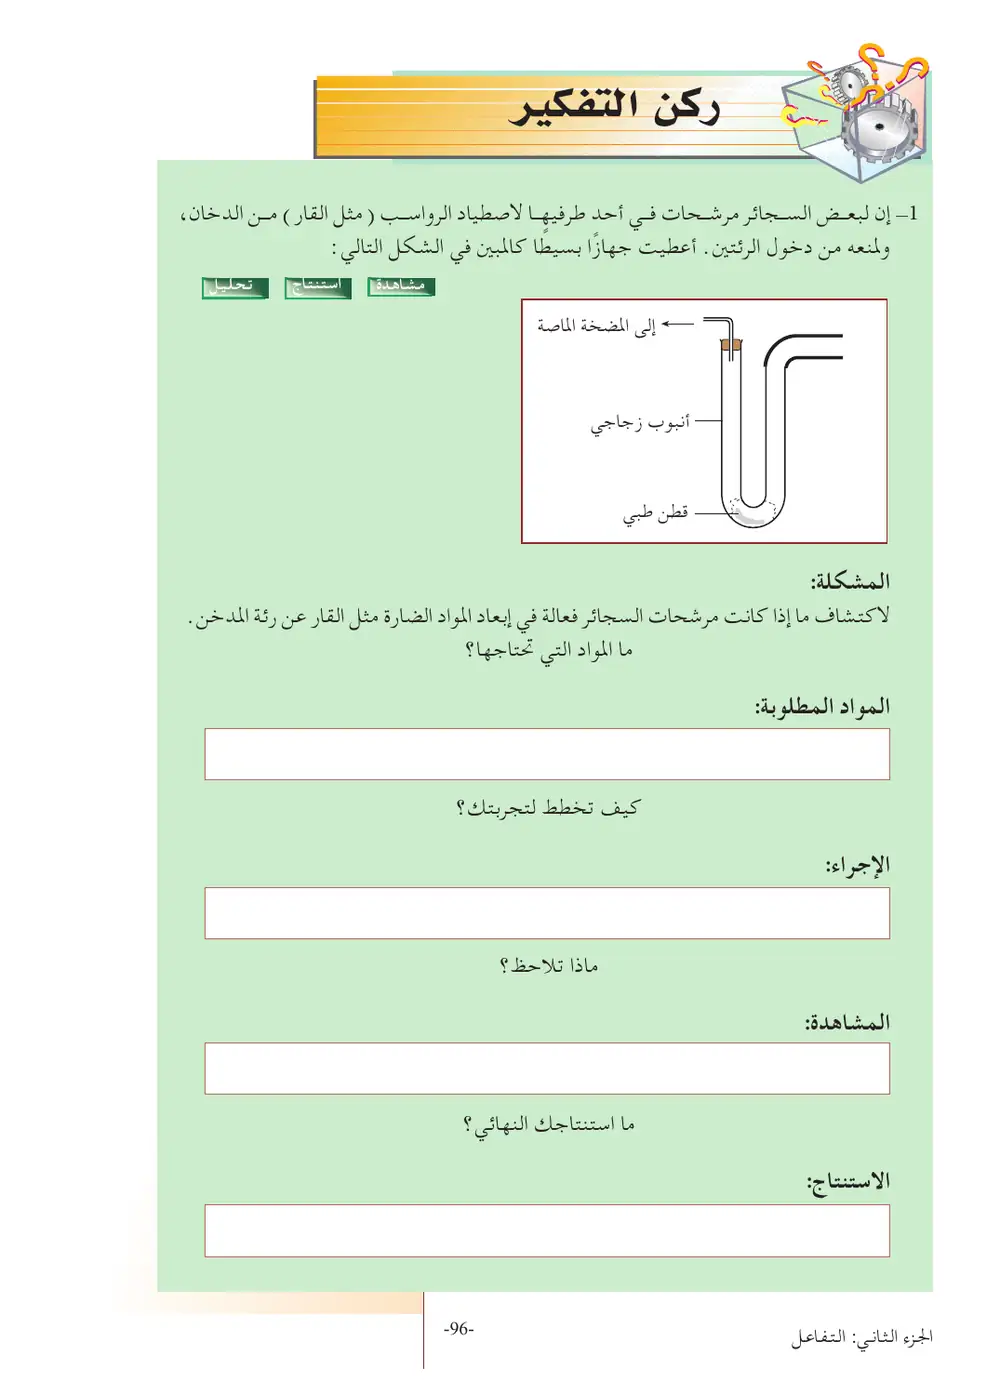 ركن التفكير
1– إن لبعض السجائر مرشحات في أحد طرفيها لاصطياد الرواسب (مثل القار) من الدخان،
ولمنعه من دخول الرئتين. أعطيت جهازًا بسيطًا كالمبين في الشكل التالي:
مشاهدة استنتاج تحليل
إلى المضخة الماصة
أنبوب زجاجي
قطن طبي
المشكلة:
لاكتشاف ما إذا كانت مرشحات السجائر فعالة في إبعاد المواد الضارة مثل القار عن رئة المدخن.
ما المواد التي تحتاجها؟
المواد المطلوبة:
كيف تخطط لتجربتك؟
الإجراء:
ماذا تلاحظ؟
المشاهدة:
ما استنتاجك النهائي؟
الاستنتاج:
-96-
الجزء الثاني: التفاعل